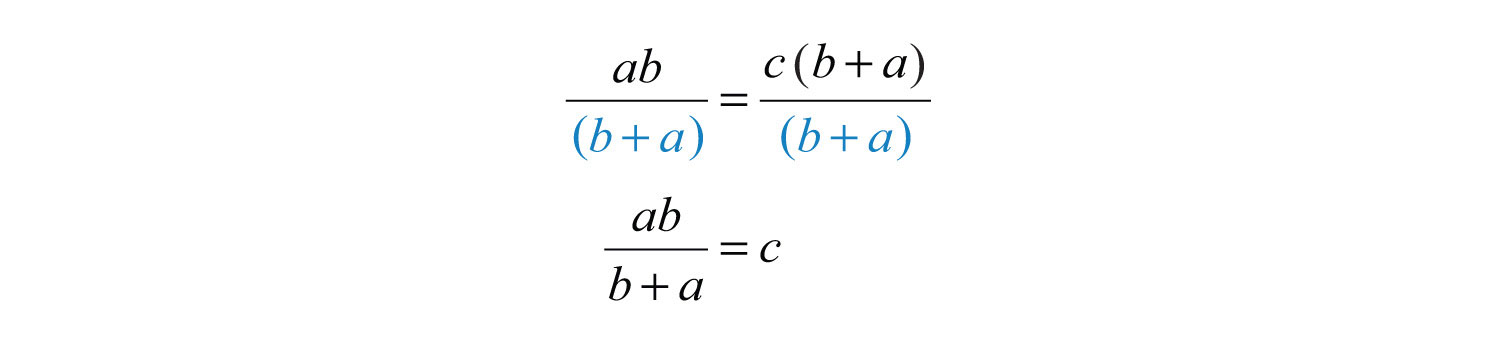 ab/(b + a) = c(b + a)/(b + a)
ab/b + a = c